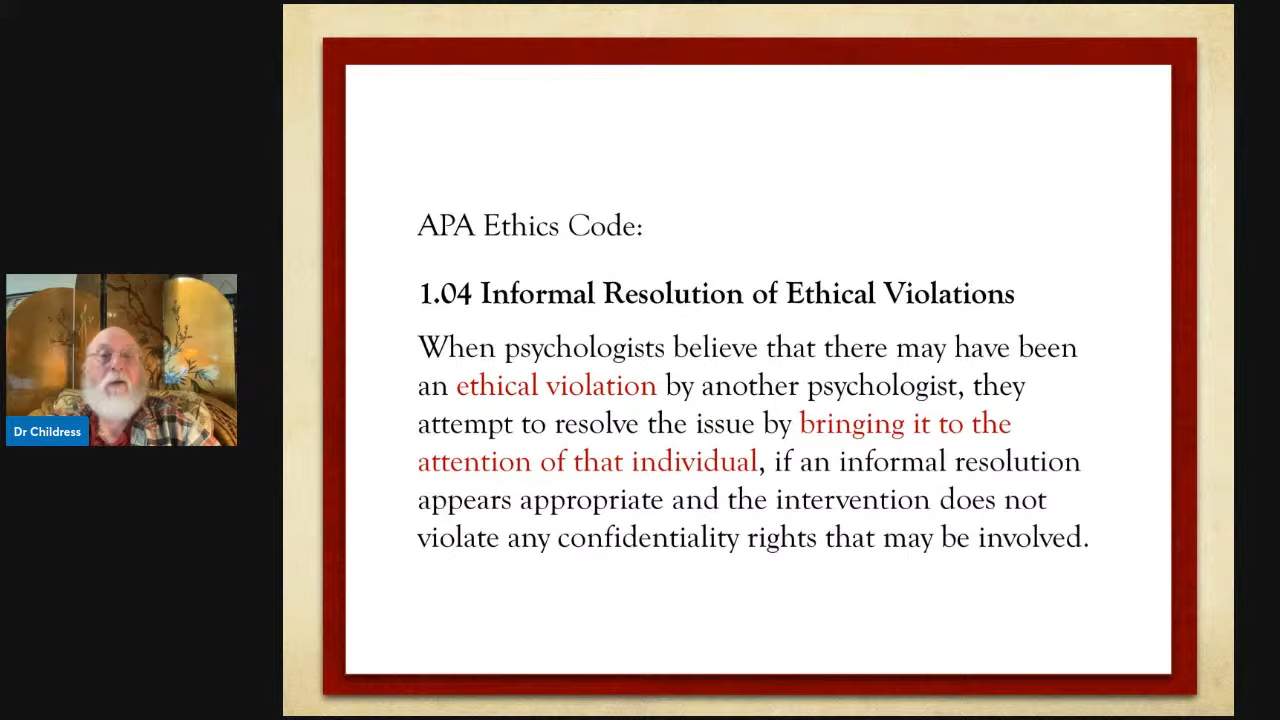 APA Ethics Code:
1.04 Informal Resolution of Ethical Violations
When psychologists believe that there may have been
an ethical violation by another psychologist, they
attempt to resolve the issue by bringing it to the
attention of that individual, if an informal resolution
appears appropriate and the intervention does not
violate any confidentiality rights that may be involved.
Dr Childress